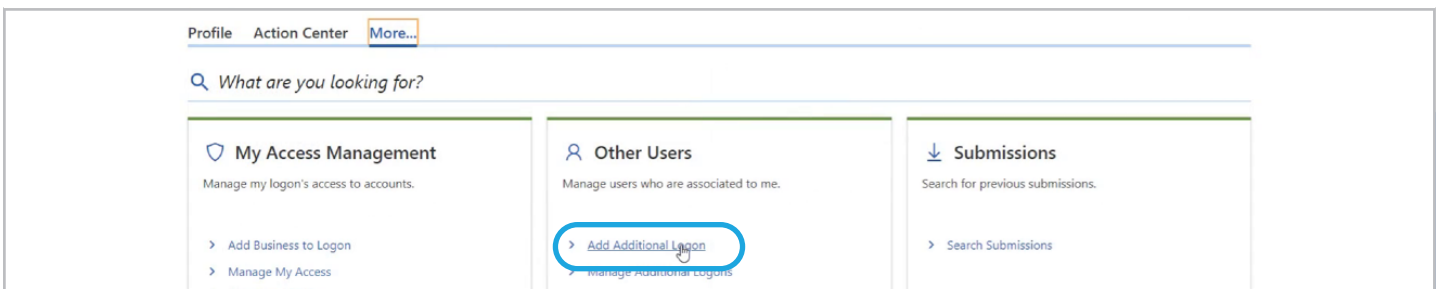 Profile Action Center More...
What are you looking for?
My Access Management
Manage my logon's access to accounts.
> Add Business to Logon
> Manage My Access
Other Users
Manage users who are associated to me.
> Add Additional Logon
> Manage Additional Logons
Submissions
Search for previous submissions.
> Search Submissions